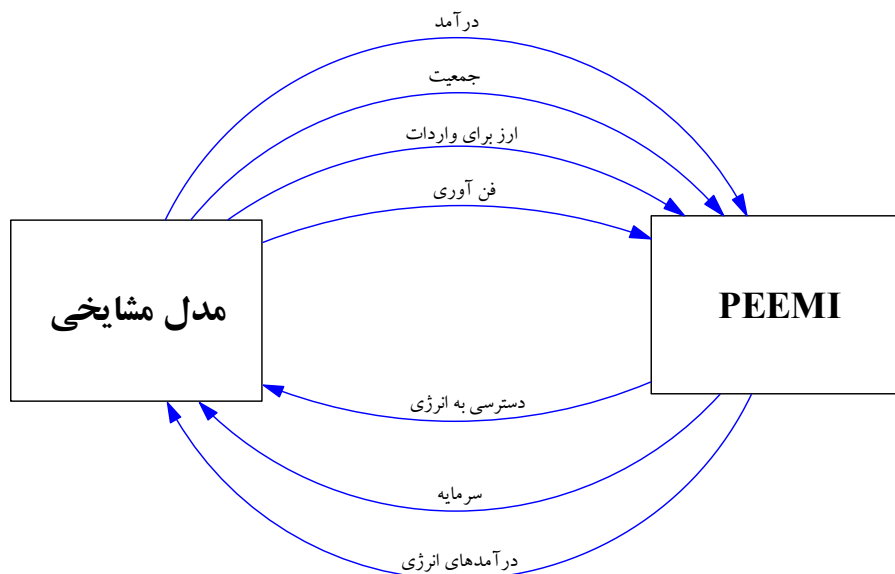 درآمد
جمعیت
ارز برای واردات
فن آوری
مدل مشایخی
PEEMI
دسترسی به انرژی
سرمایه
درآمدهای انرژی